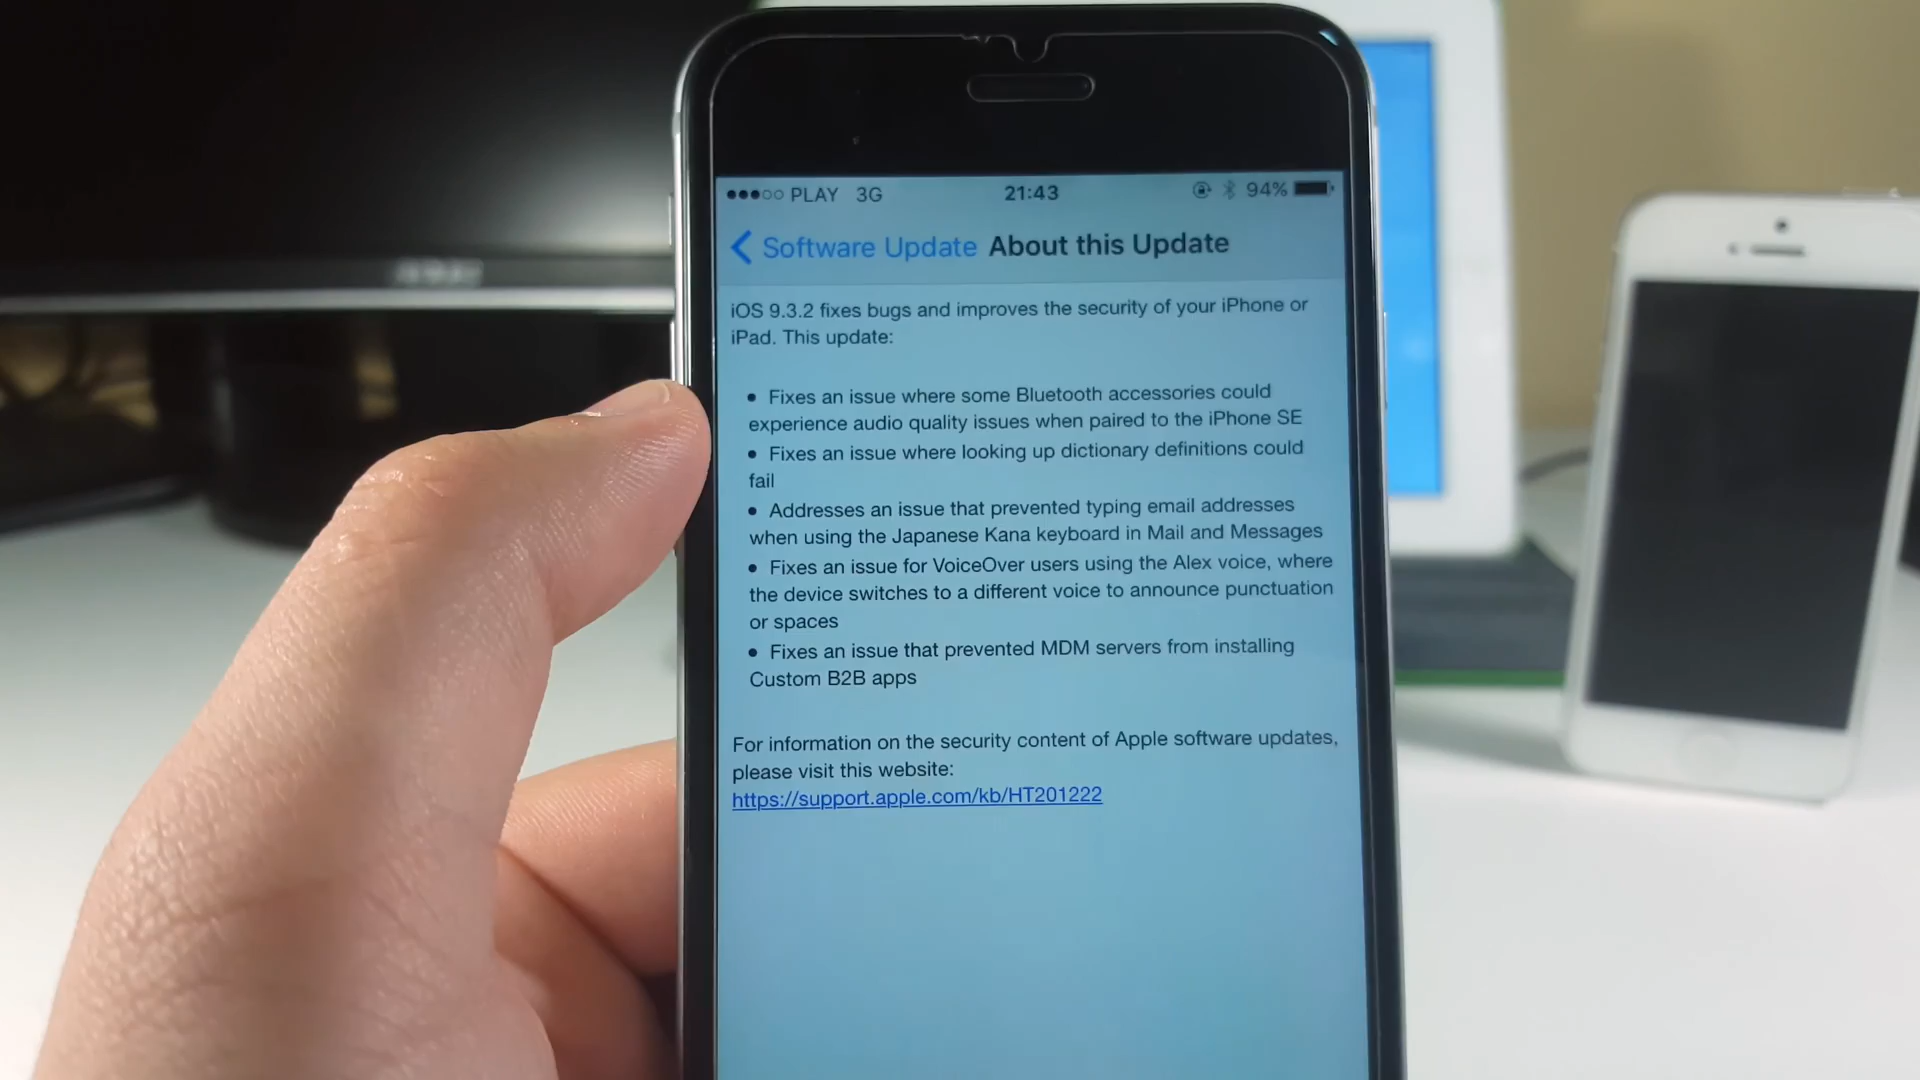 PLAY 3G 21:43 94%
Software Update About this Update
iOS 9.3.2 fixes bugs and improves the security of your iPhone or
iPad. This update:
• Fixes an issue where some Bluetooth accessories could
experience audio quality issues when paired to the iPhone SE
• Fixes an issue where looking up dictionary definitions could
fail
• Addresses an issue that prevented typing email addresses
when using the Japanese Kana keyboard in Mail and Messages
• Fixes an issue for VoiceOver users using the Alex voice, where
the device switches to a different voice to announce punctuation
or spaces
• Fixes an issue that prevented MDM servers from installing
Custom B2B apps
For information on the security content of Apple software updates,
please visit this website:
https://support.apple.com/kb/HT201222